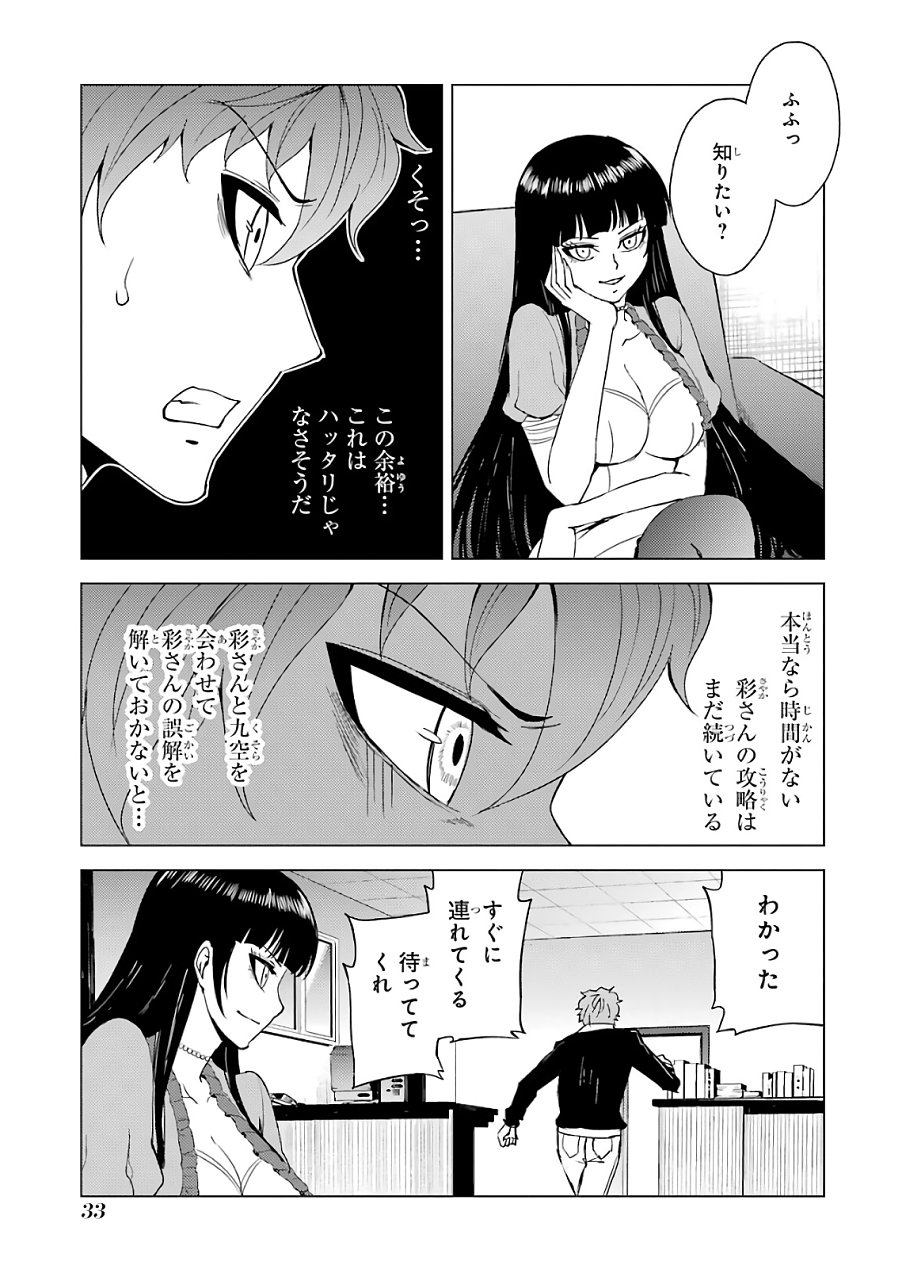 ふふっ
知りたい?
くそっ…
この余裕…
これは
ハッタリじゃ
なさそうだ
本当なら時間がない
彩さんの攻略は
まだ続いている
彩さんと九空を
会わせて
彩さんの誤解を
解いておかないと…
わかった
すぐに
連れてくる
待ってて
くれ
33